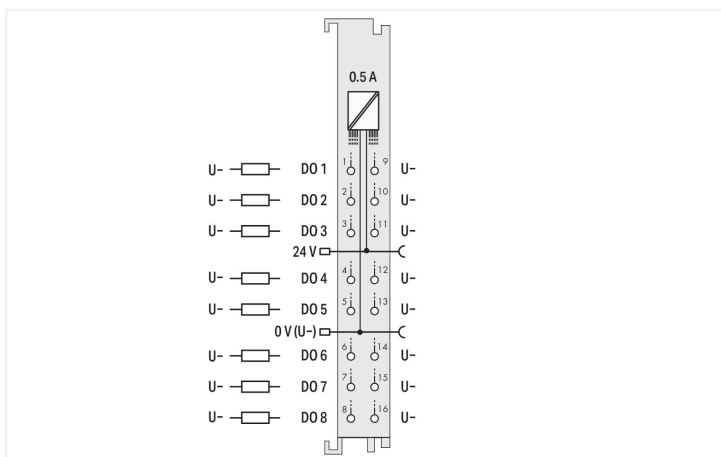 0.5 A
U- DO 1 1 9 U-
U- DO 2 2 10 U-
U- DO 3 3 11 U-
24 V
U- DO 4 4 12 U-
U- DO 5 5 13 U-
0 V (U-)
U- DO 6 6 14 U-
U- DO 7 7 15 U-
U- DO 8 8 16 U-